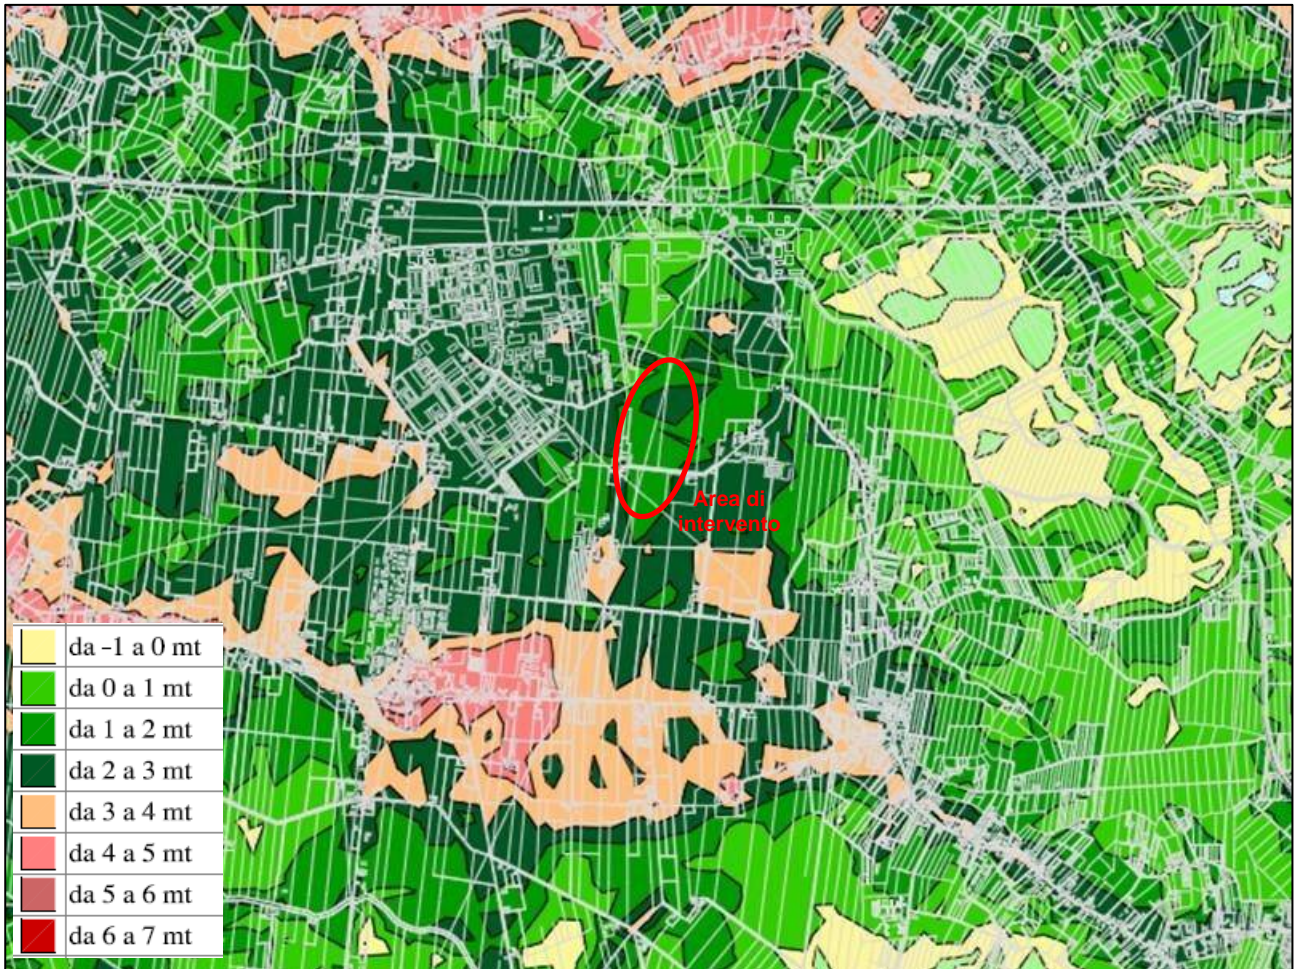 Area di
intervento
da -1 a 0 mt
da 0 a 1 mt
da 1 a 2 mt
da 2 a 3 mt
da 3 a 4 mt
da 4 a 5 mt
da 5 a 6 mt
da 6 a 7 mt